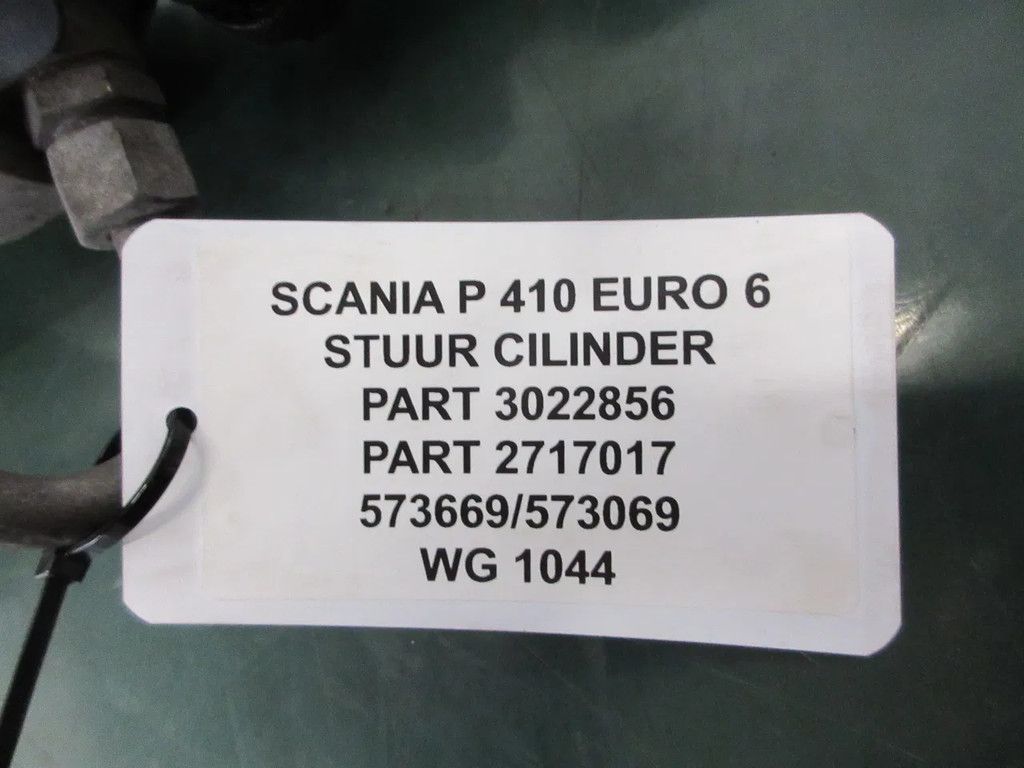 SCANIA P 410 EURO 6
STUUR CILINDER
PART 3022856
PART 2717017
573669/573069
WG 1044